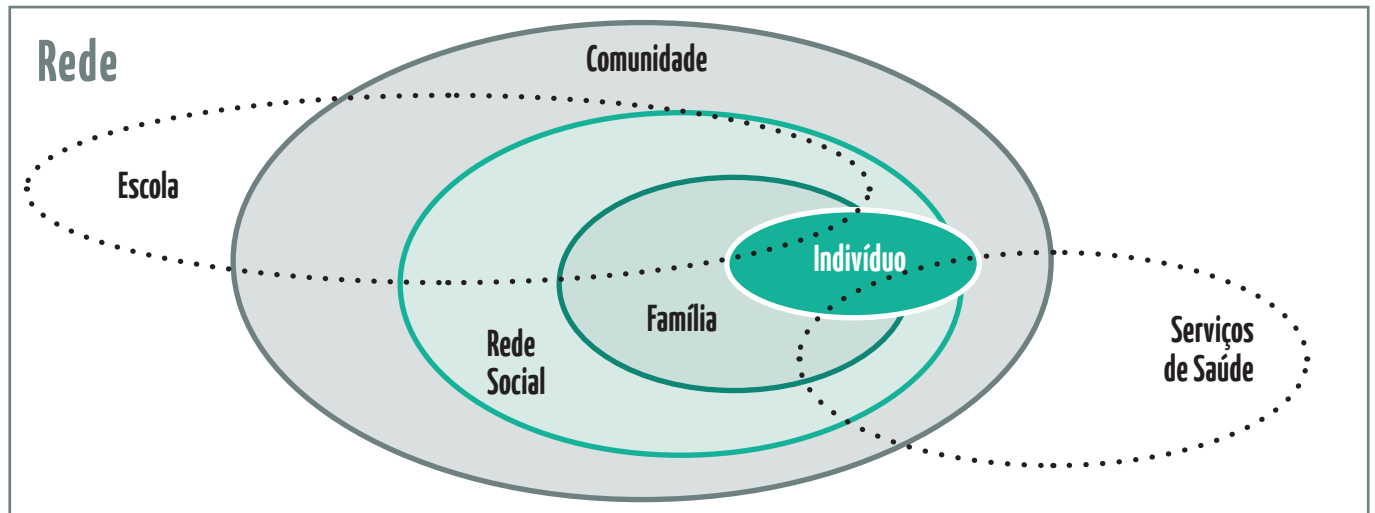 Rede
Comunidade
Escola
Indivíduo
Família
Rede
Social
Serviços
de Saúde